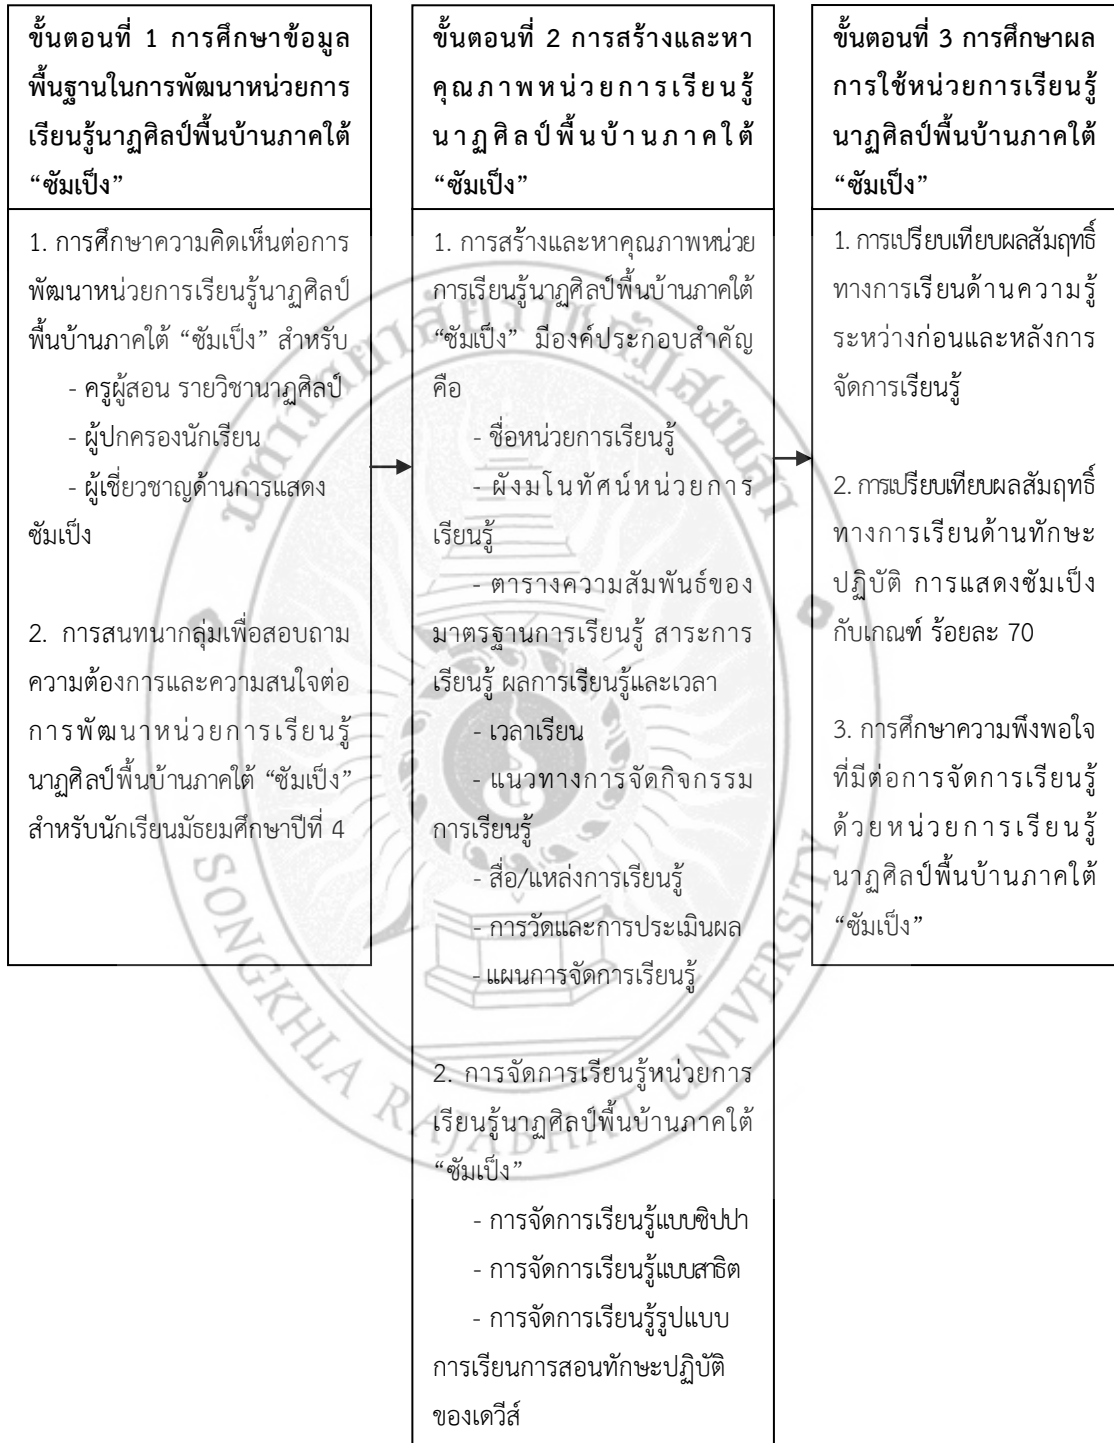 ขั้นตอนที่ 1 การศึกษาข้อมูล
พื้นฐานในการพัฒนาหน่วยการ
เรียนรู้นาฏศิลป์พื้นบ้านภาคใต้
“ซัมเป็ง”
1. การศึกษาความคิดเห็นต่อการ
พัฒนาหน่วยการเรียนรู้นาฏศิลป์
พื้นบ้านภาคใต้ “ซัมเป็ง” สำหรับ
- ครูผู้สอน รายวิชานาฏศิลป์
- ผู้ปกครองนักเรียน
- ผู้เชี่ยวชาญด้านการแสดง
ซัมเป็ง
2. การสนทนากลุ่มเพื่อสอบถาม
ความต้องการและความสนใจต่อ
การพัฒนาหน่วยการเรียนรู้
นาฏศิลป์พื้นบ้านภาคใต้ “ซัมเป็ง”
สำหรับนักเรียนมัธยมศึกษาปีที่ 4
ขั้นตอนที่ 2 การสร้างและหา
คุณภาพหน่วยการเรียนรู้
นาฏศิลป์พื้นบ้านภาคใต้
“ซัมเป็ง”
1. การสร้างและหาคุณภาพหน่วย
การเรียนรู้นาฏศิลป์พื้นบ้านภาคใต้
“ซัมเป็ง” มีองค์ประกอบสำคัญ
คือ
- ชื่อหน่วยการเรียนรู้
- ผังมโนทัศน์หน่วยการ
เรียนรู้
- ตารางความสัมพันธ์ของ
มาตรฐานการเรียนรู้ สาระการ
เรียนรู้ ผลการเรียนรู้และเวลา
- เวลาเรียน
- แนวทางการจัดกิจกรรม
การเรียนรู้
- สื่อ/แหล่งการเรียนรู้
- การวัดและการประเมินผล
- แผนการจัดการเรียนรู้
2. การจัดการเรียนรู้หน่วยการ
เรียนรู้นาฏศิลป์พื้นบ้านภาคใต้
“ซัมเป็ง”
- การจัดการเรียนรู้แบบซิปปา
- การจัดการเรียนรู้แบบสาธิต
- การจัดการเรียนรู้รูปแบบ
การเรียนการสอนทักษะปฏิบัติ
ของเดวีส์
ขั้นตอนที่ 3 การศึกษาผล
การใช้หน่วยการเรียนรู้
นาฏศิลป์พื้นบ้านภาคใต้
“ซัมเป็ง”
1. การเปรียบเทียบผลสัมฤทธิ์
ทางการเรียนด้านความรู้
ระหว่างก่อนและหลังการ
จัดการเรียนรู้
2. การเปรียบเทียบผลสัมฤทธิ์
ทางการเรียนด้านทักษะ
ปฏิบัติ การแสดงซัมเป็ง
กับเกณฑ์ ร้อยละ 70
3. การศึกษาความพึงพอใจ
ที่มีต่อการจัดการเรียนรู้
ด้วยหน่วยการเรียนรู้
นาฏศิลป์พื้นบ้านภาคใต้
“ซัมเป็ง”
มหาวิทยาลัยราชภัฏสงขลา
SONGKHLA RAJABHAT UNIVERSITY